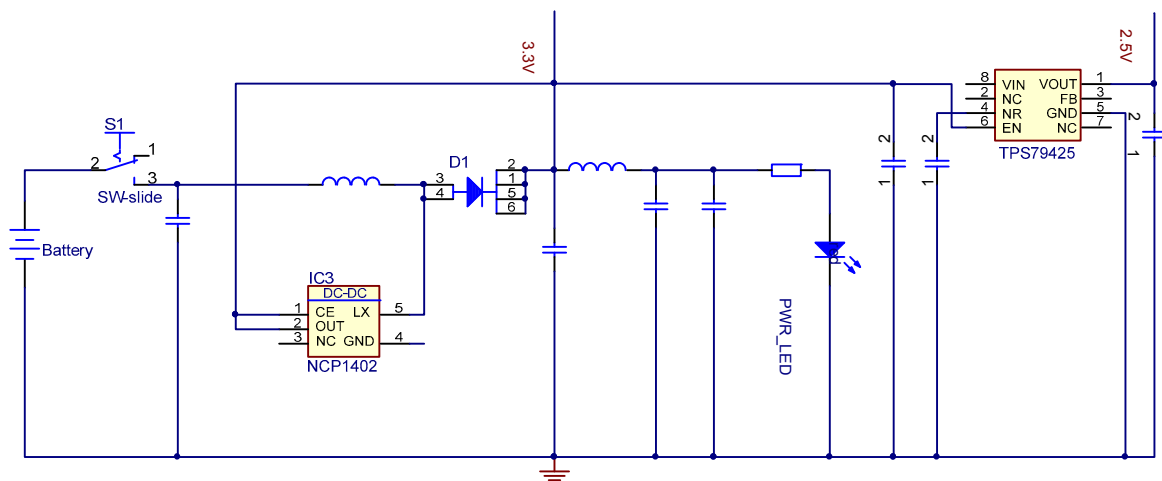 3.3V
2.5V
8
VIN
VOUT
1
2
NC
FB
3
4
NR
GND
5
6
EN
NC
7
TPS79425
2
1
2
1
2
1
S1
1
2
3
SW-slide
D1
3
4
2
1
5
6
Battery
IC3
DC-DC
1
CE
LX
5
2
OUT
3
NC
GND
4
NCP1402
PWR_LED